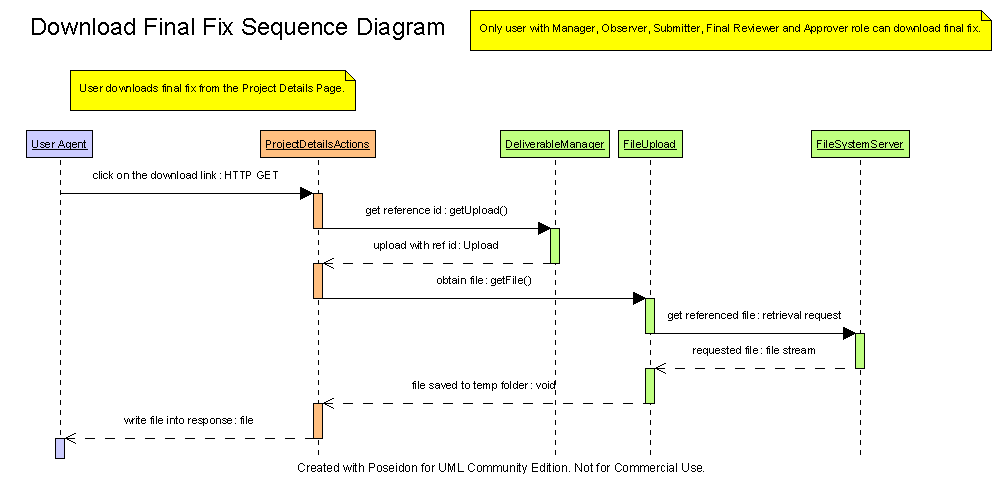 Download Final Fix Sequence Diagram
Only user with Manager, Observer, Submitter, Final Reviewer and Approver role can download final fix.
User downloads final fix from the Project Details Page.
User Agent
ProjectDetailsActions
DeliverableManager
FileUpload
FileSystemServer
click on the download link : HTTP GET
get reference id : getUpload()
upload with ref id : Upload
obtain file : getFile()
get referenced file : retrieval request
requested file : file stream
file saved to temp folder : void
write file into response : file
Created with Poseidon for UML Community Edition. Not for Commercial Use.